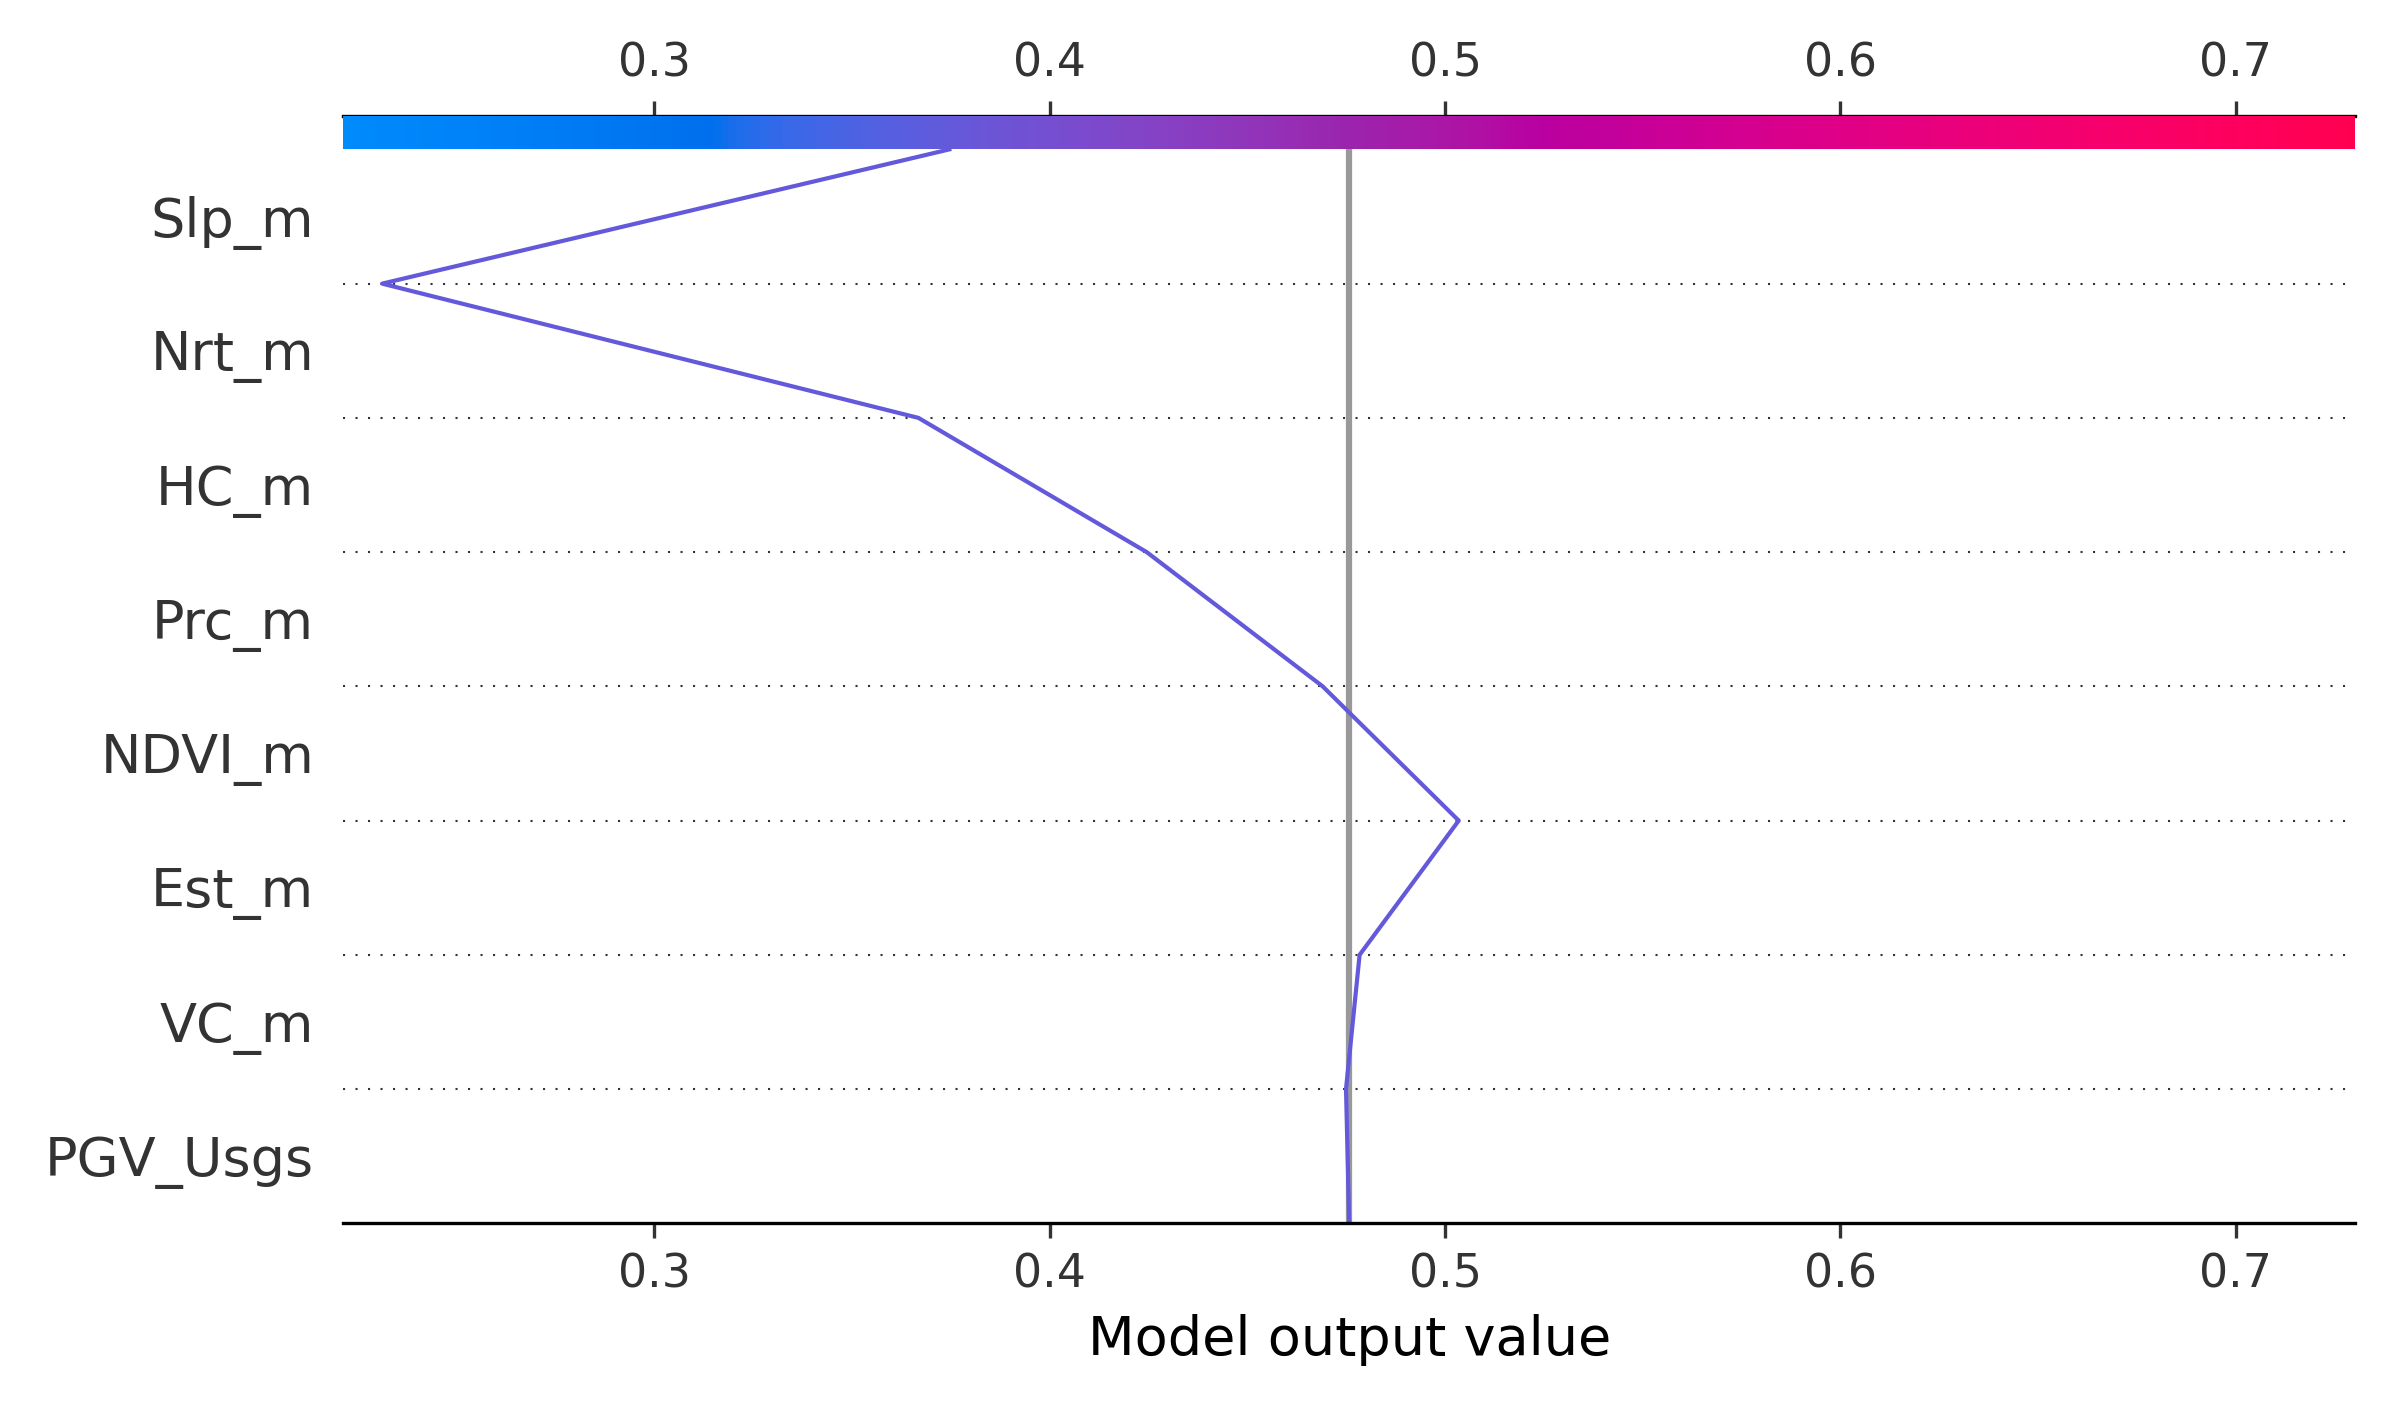 0.3 0.4 0.5 0.6 0.7
Slp_m
Nrt_m
HC_m
Prc_m
NDVI_m
Est_m
VC_m
PGV_Usgs
0.3 0.4 0.5 0.6 0.7
Model output value